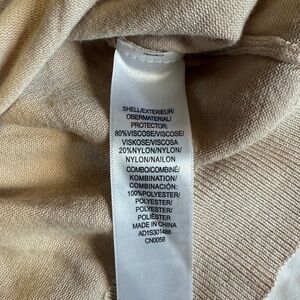 SHELL/EXTÉRIEUR/
OBERMATERIAL/
PROTECTOR:
80%VISCOSE/VISCOSE/
VISKOSE/VISCOSA
20%NYLON/NYLON/
NYLON/NAILON
COMBO/COMBINÉ/
KOMBINATION/
COMBINACIÓN:
100%POLYESTER/
POLYESTER/
POLYESTER/
POLIÉSTER
MADE IN CHINA
AD1S301488
CN0056